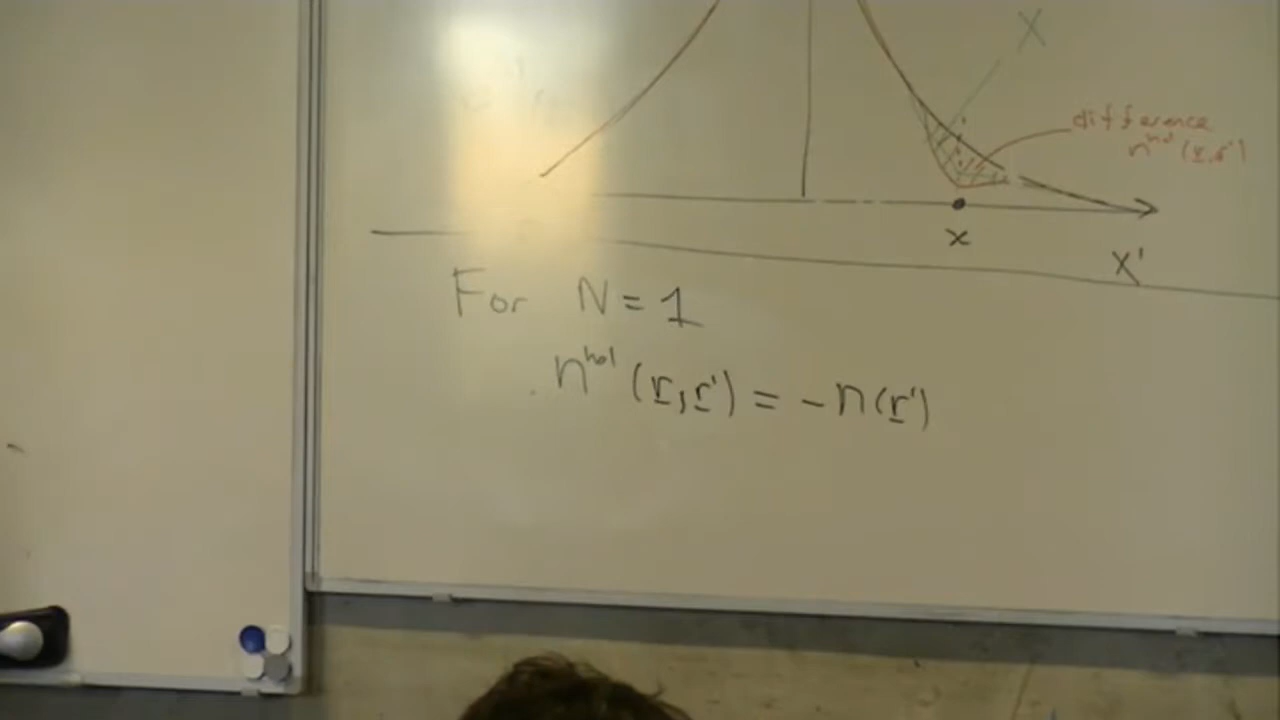 X
difference
n^hol (r,r')
x
X'
For N = 1
n^hol (r,r') = -n(r')